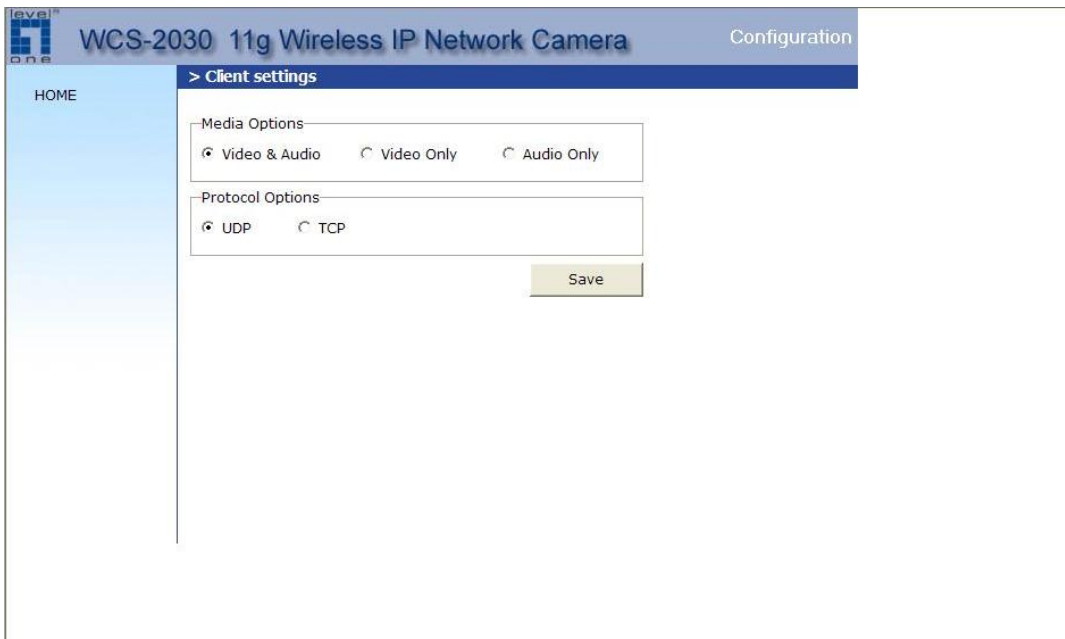 level™
one
WCS-2030 11g Wireless IP Network Camera
Configuration
> Client settings
HOME
Media Options
Video & Audio
Video Only
Audio Only
Protocol Options
UDP
TCP
Save